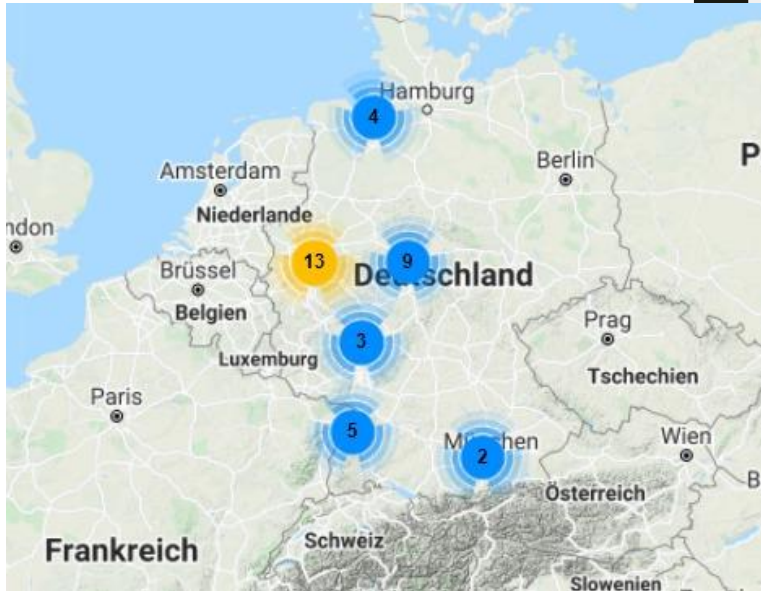 Hamburg
4
Berlin
P
Amsterdam
Niederlande
ndon
13
9
Deutschland
Brüssel
Belgien
Prag
3
Luxemburg
Tschechien
Paris
5
München
2
Wien
B
Österreich
Schweiz
Frankreich
Slowenien